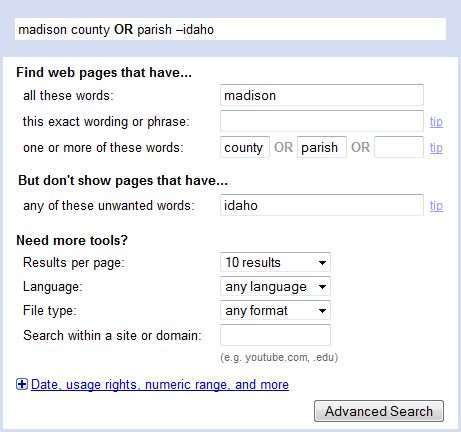 madison county OR parish –idaho
Find web pages that have...
all these words: madison
this exact wording or phrase: tip
one or more of these words: county OR parish OR tip
But don't show pages that have...
any of these unwanted words: idaho tip
Need more tools?
Results per page: 10 results
Language: any language
File type: any format
Search within a site or domain:
(e.g. youtube.com, .edu)
Date, usage rights, numeric range, and more
Advanced Search